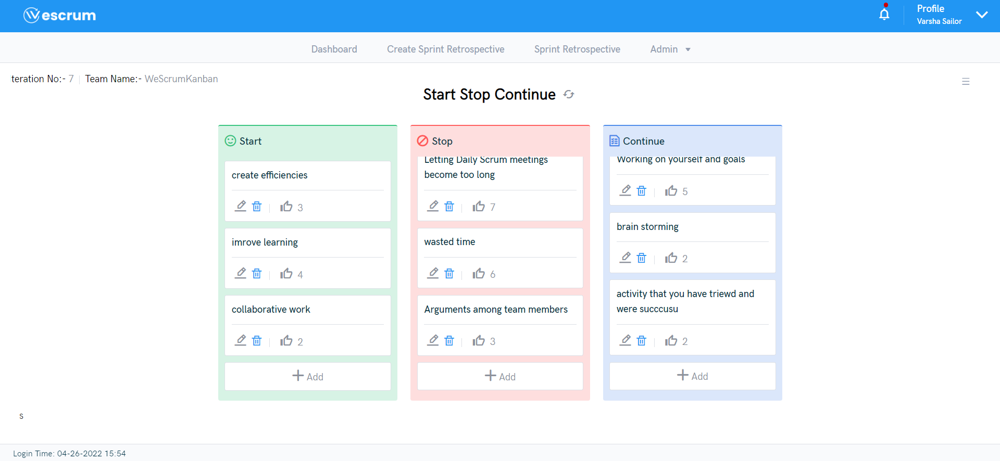 Wescrum
Profile
Varsha Sailor
Dashboard Create Sprint Retrospective Sprint Retrospective Admin
teration No:- 7 Team Name:- WeScrumKanban
Start Stop Continue
Start
create efficiencies
3
imrove learning
4
collaborative work
2
Add
Stop
Letting Daily Scrum meetings
become too long
7
wasted time
6
Arguments among team members
3
Add
Continue
Working on yourself and goals
5
brain storming
2
activity that you have triewd and
were succcusu
2
Add
s
Login Time: 04-26-2022 15:54